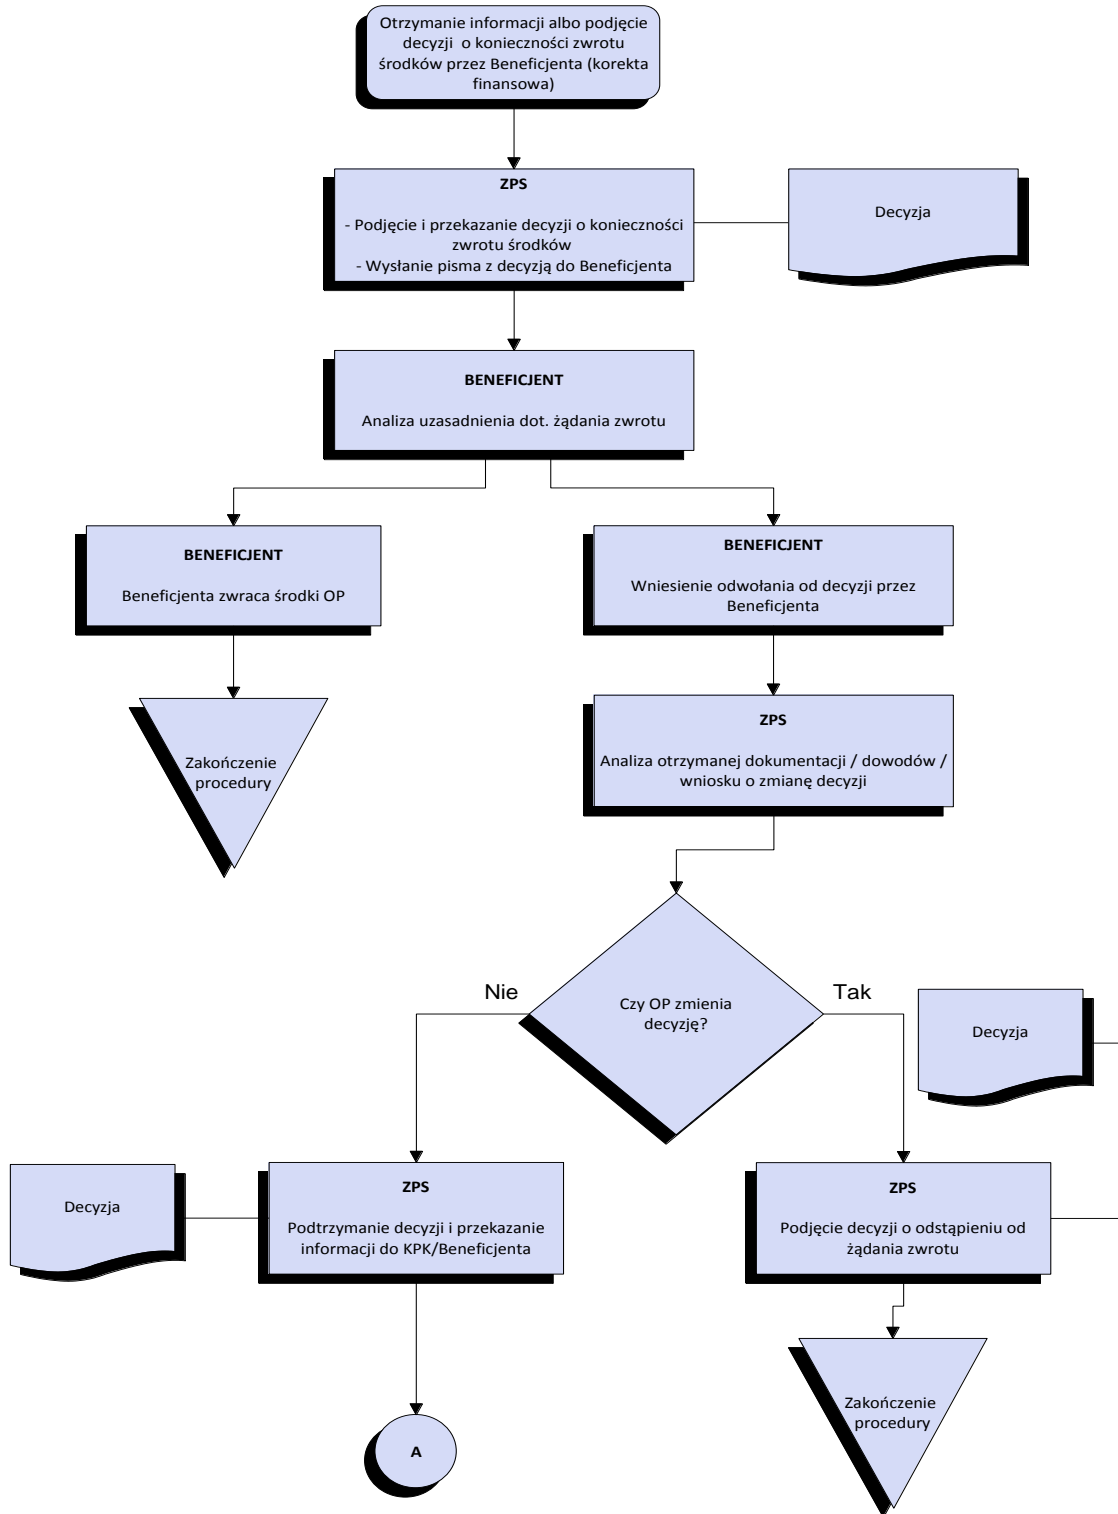 Otrzymanie informacji albo podjęcie
decyzji o konieczności zwrotu
środków przez Beneficjenta (korekta
finansowa)
ZPS
- Podjęcie i przekazanie decyzji o konieczności
zwrotu środków
- Wysłanie pisma z decyzją do Beneficjenta
Decyzja
BENEFICJENT
Analiza uzasadnienia dot. żądania zwrotu
BENEFICJENT
Beneficjenta zwraca środki OP
BENEFICJENT
Wniesienie odwołania od decyzji przez
Beneficjenta
Zakończenie
procedury
ZPS
Analiza otrzymanej dokumentacji / dowodów /
wniosku o zmianę decyzji
Czy OP zmienia
decyzję?
Nie
Tak
Decyzja
Decyzja
ZPS
Podtrzymanie decyzji i przekazanie
informacji do KPK/Beneficjenta
ZPS
Podjęcie decyzji o odstąpieniu od
żądania zwrotu
A
Zakończenie
procedury